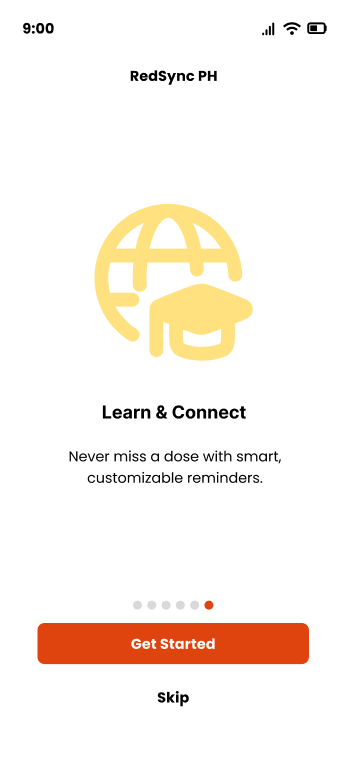 9:00
RedSync PH
Learn & Connect
Never miss a dose with smart,
customizable reminders.
Get Started
Skip